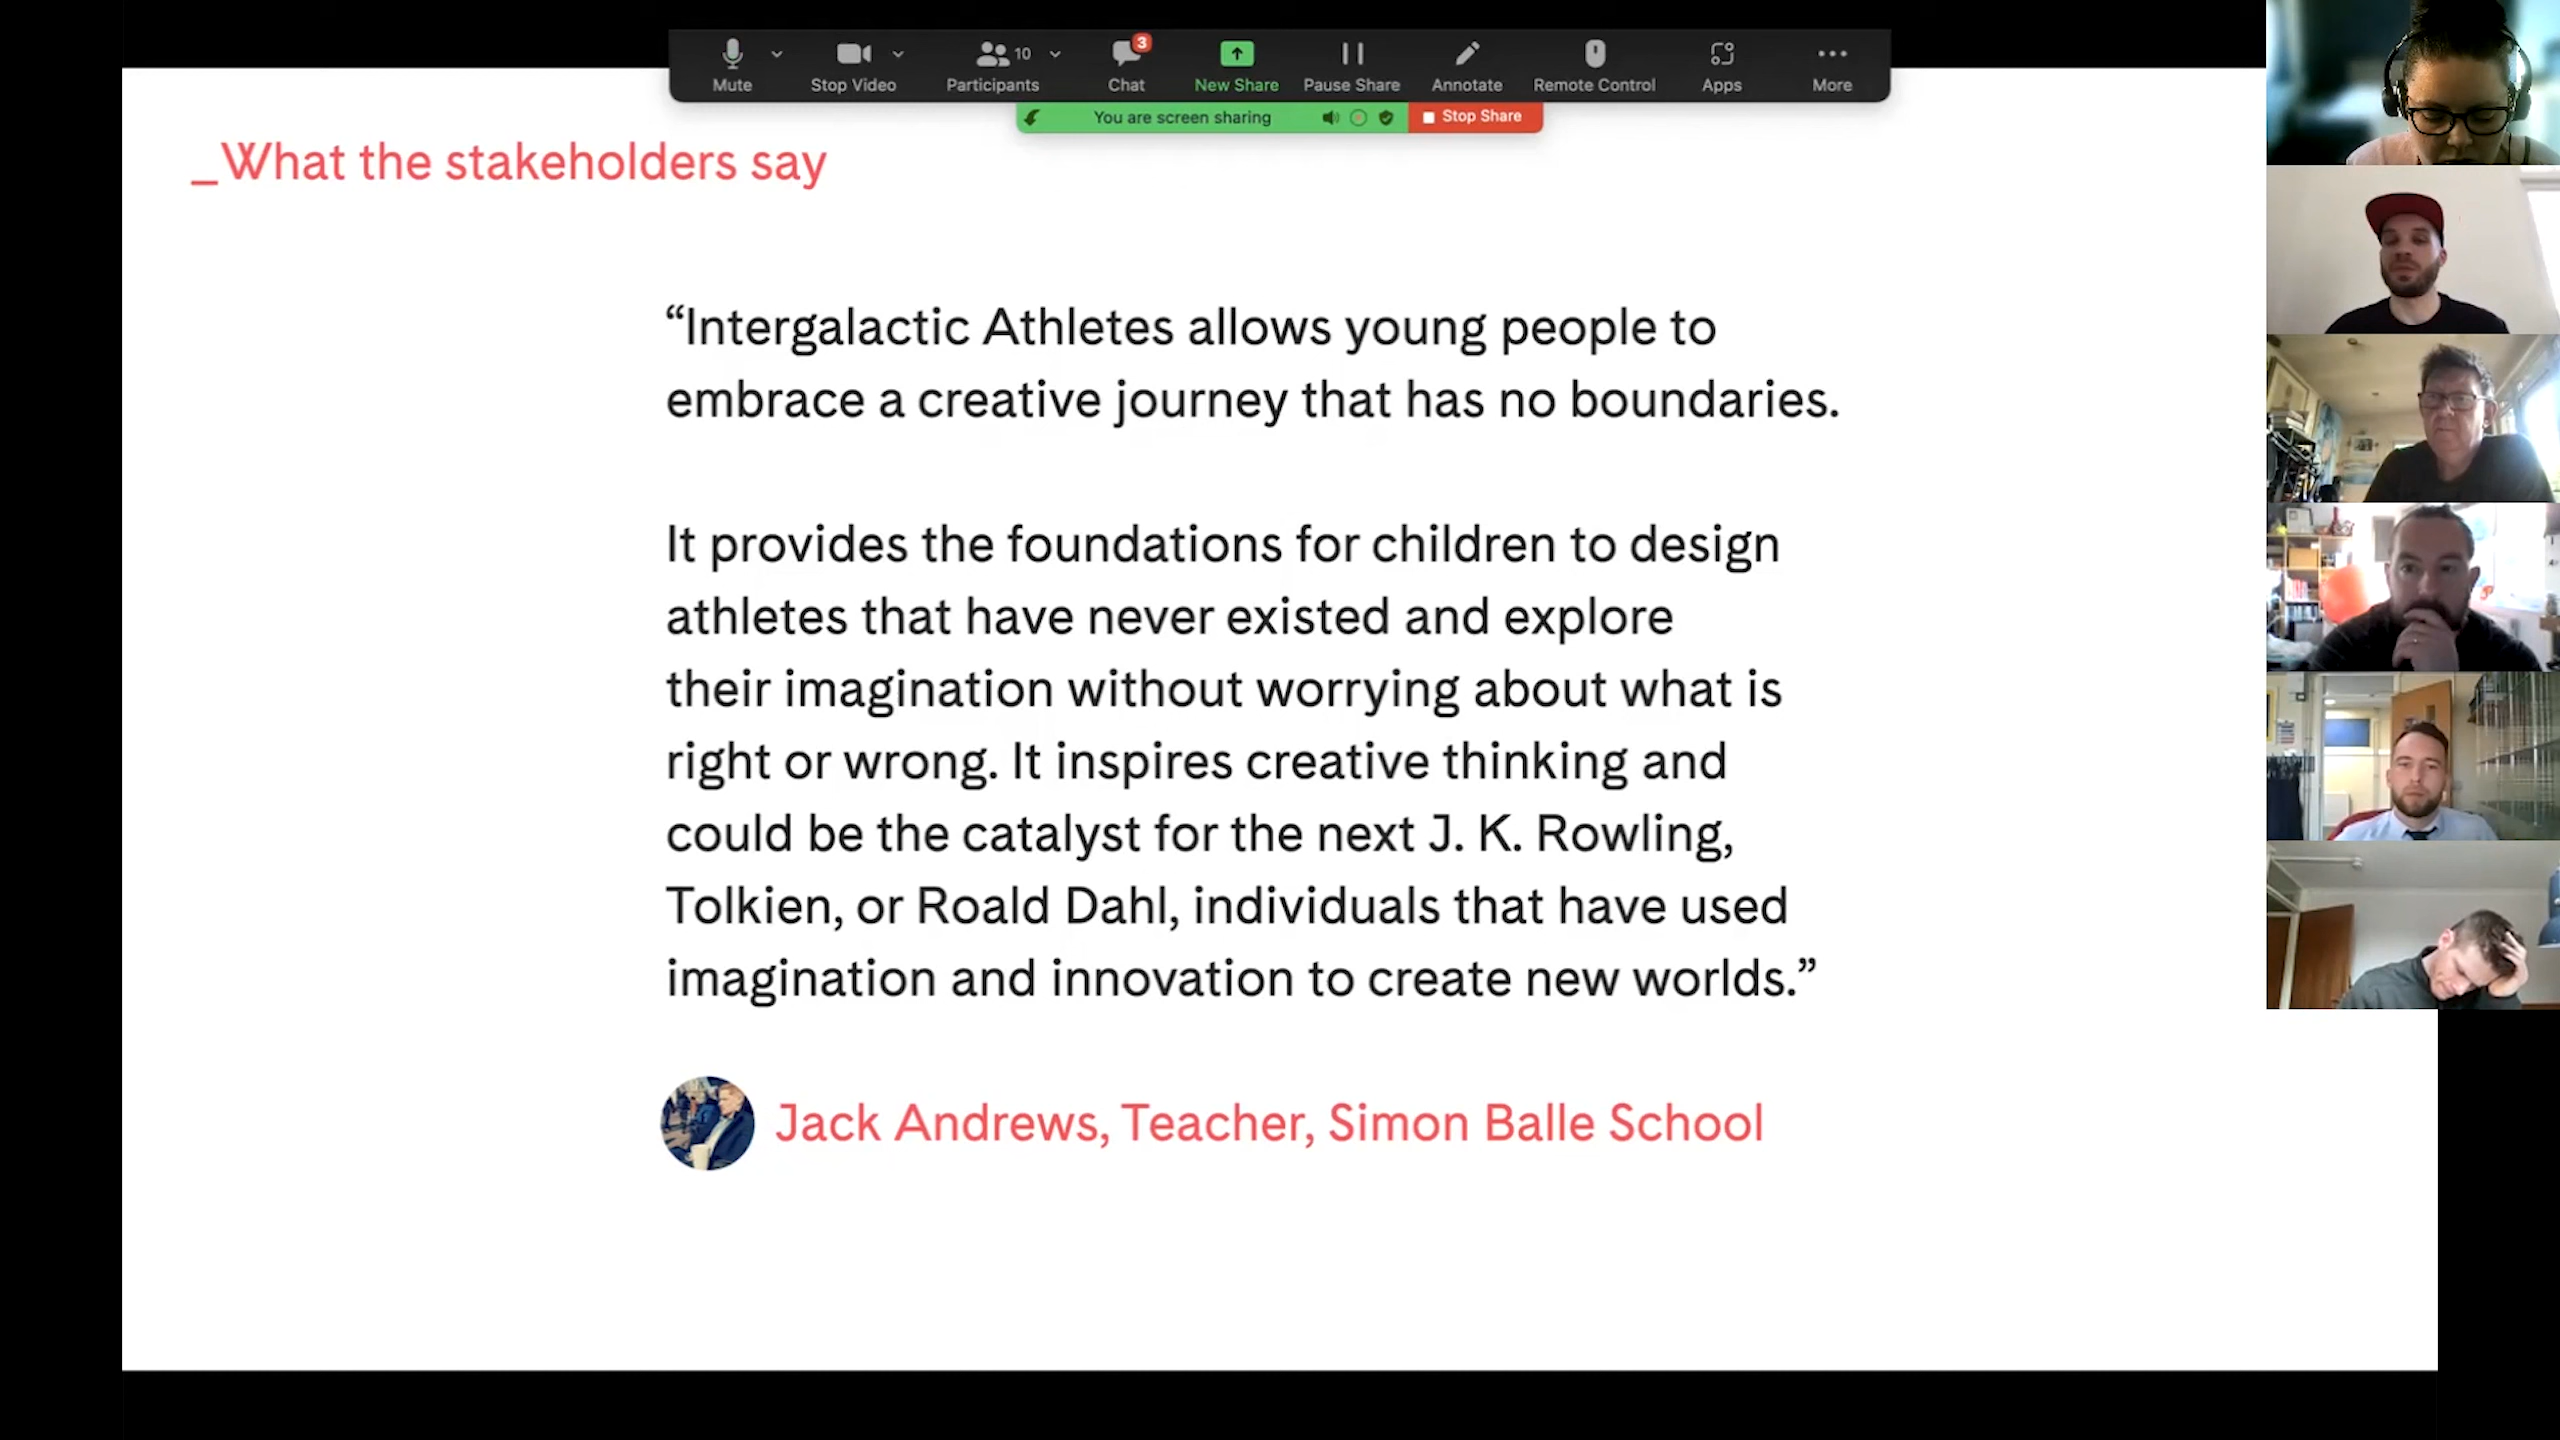 3
10
Mute
Stop Video
Participants
Chat
New Share
Pause Share
Annotate
Remote Control
Apps
More
You are screen sharing
Stop Share
_What the stakeholders say
“Intergalactic Athletes allows young people to
embrace a creative journey that has no boundaries.
It provides the foundations for children to design
athletes that have never existed and explore
their imagination without worrying about what is
right or wrong. It inspires creative thinking and
could be the catalyst for the next J. K. Rowling,
Tolkien, or Roald Dahl, individuals that have used
imagination and innovation to create new worlds.”
Jack Andrews, Teacher, Simon Balle School